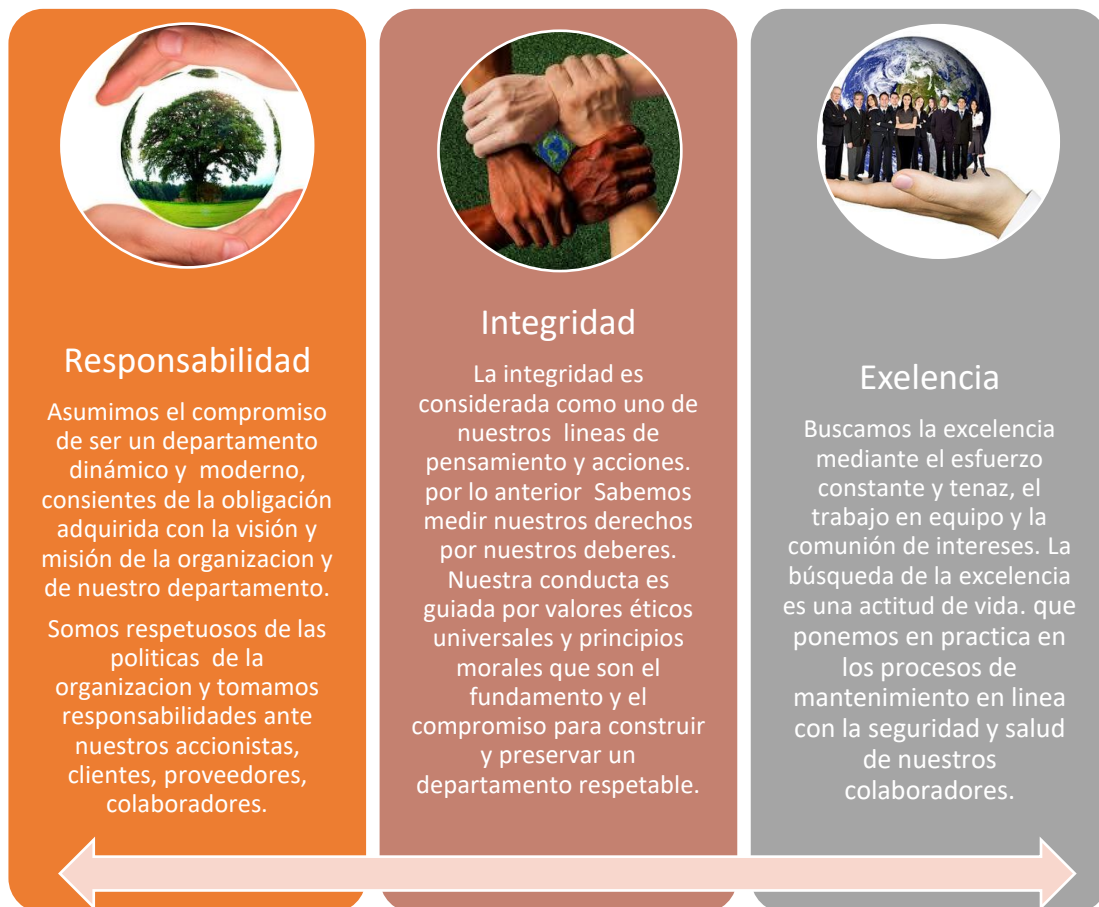 Responsabilidad
Asumimos el compromiso
de ser un departamento
dinámico y  moderno,
consientes de la obligación
adquirida con la visión y
misión de la organizacion y
de nuestro departamento.
Somos respetuosos de las
politicas  de la
organizacion y tomamos
responsabilidades ante
nuestros accionistas,
clientes, proveedores,
colaboradores.
Integridad
La integridad es
considerada como uno de
nuestros  lineas de
pensamiento y acciones.
por lo anterior  Sabemos
medir nuestros derechos
por nuestros deberes.
Nuestra conducta es
guiada por valores éticos
universales y principios
morales que son el
fundamento y el
compromiso para construir
y preservar un
departamento respetable.
Exelencia
Buscamos la excelencia
mediante el esfuerzo
constante y tenaz, el
trabajo en equipo y la
comunión de intereses. La
búsqueda de la excelencia
es una actitud de vida. que
ponemos en practica en
los procesos de
mantenimiento en linea
con la seguridad y salud
de nuestros
colaboradores.